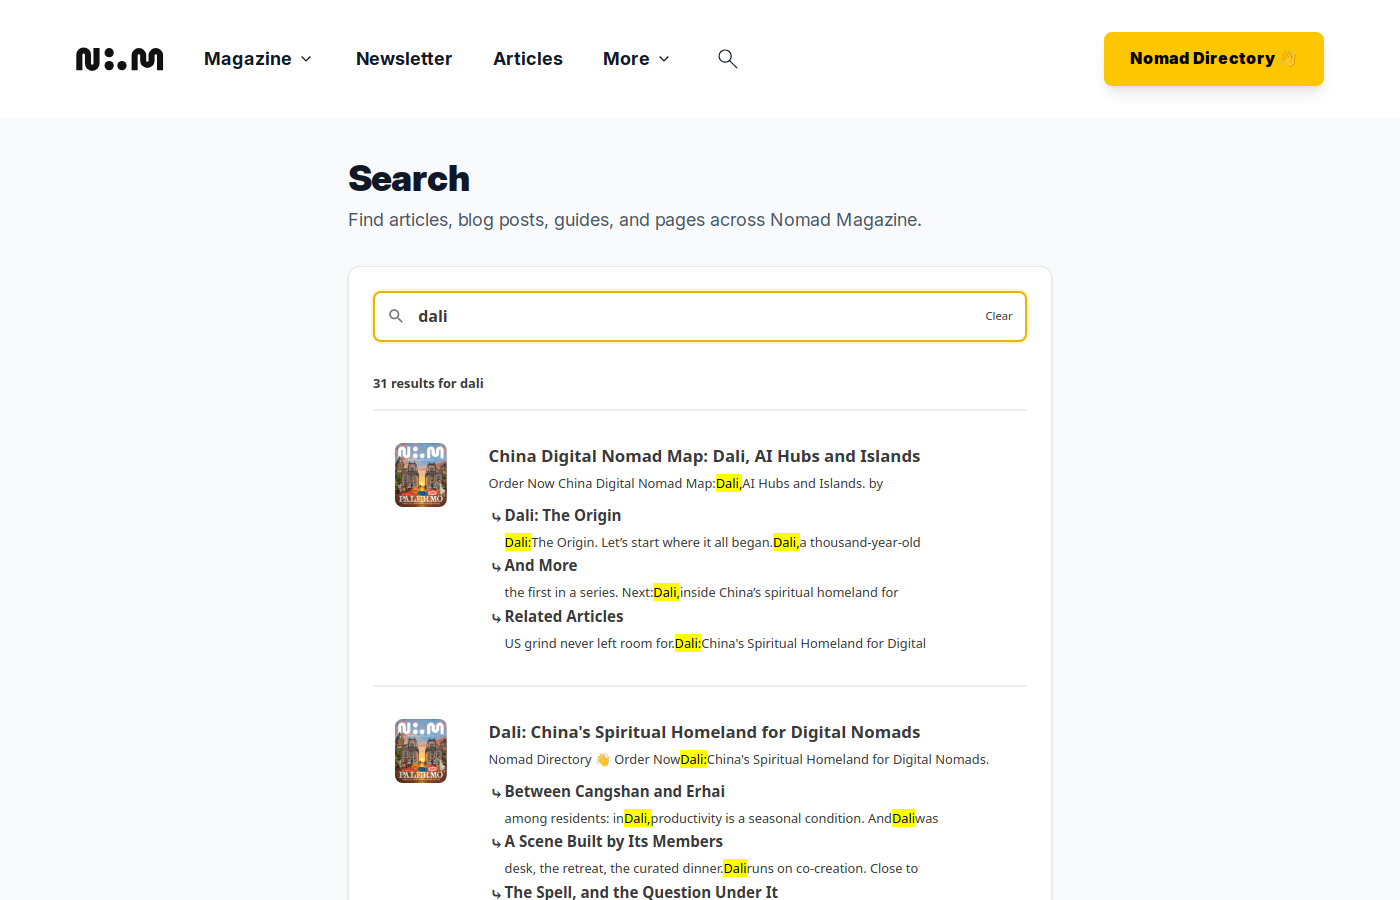 N:.M
Magazine
Newsletter
Articles
More
Nomad Directory 👋
Search
Find articles, blog posts, guides, and pages across Nomad Magazine.
dali
Clear
31 results for dali
N:.M
PALERMO
China Digital Nomad Map: Dali, AI Hubs and Islands
Order Now China Digital Nomad Map:Dali,AI Hubs and Islands. by
⤷ Dali: The Origin
Dali:The Origin. Let’s start where it all began.Dali,a thousand-year-old
⤷ And More
the first in a series. Next:Dali,inside China’s spiritual homeland for
⤷ Related Articles
US grind never left room for.Dali:China's Spiritual Homeland for Digital
N:.M
PALERMO
Dali: China's Spiritual Homeland for Digital Nomads
Nomad Directory 👋 Order NowDali:China's Spiritual Homeland for Digital Nomads.
⤷ Between Cangshan and Erhai
among residents: inDali,productivity is a seasonal condition. AndDaliwas
⤷ A Scene Built by Its Members
desk, the retreat, the curated dinner.Daliruns on co-creation. Close to
⤷ The Spell, and the Question Under It